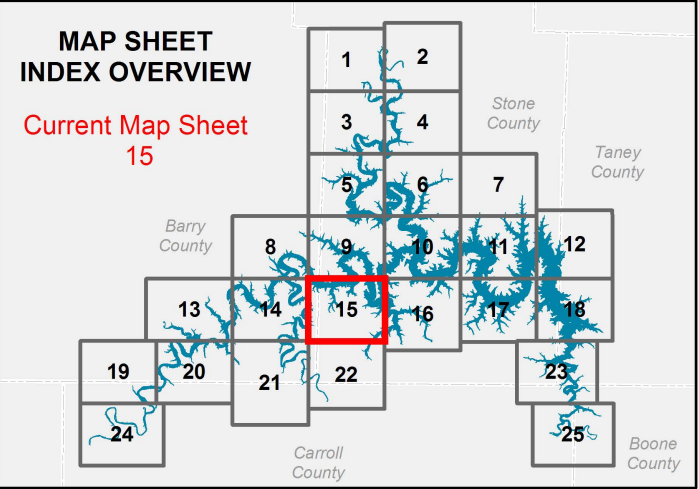 MAP SHEET
INDEX OVERVIEW
Current Map Sheet
15
1
2
3
4
Stone
County
5
6
7
Taney
County
Barry
County
8
9
10
11
12
13
14
15
16
17
18
19
20
21
22
23
24
25
Carroll
County
Boone
County